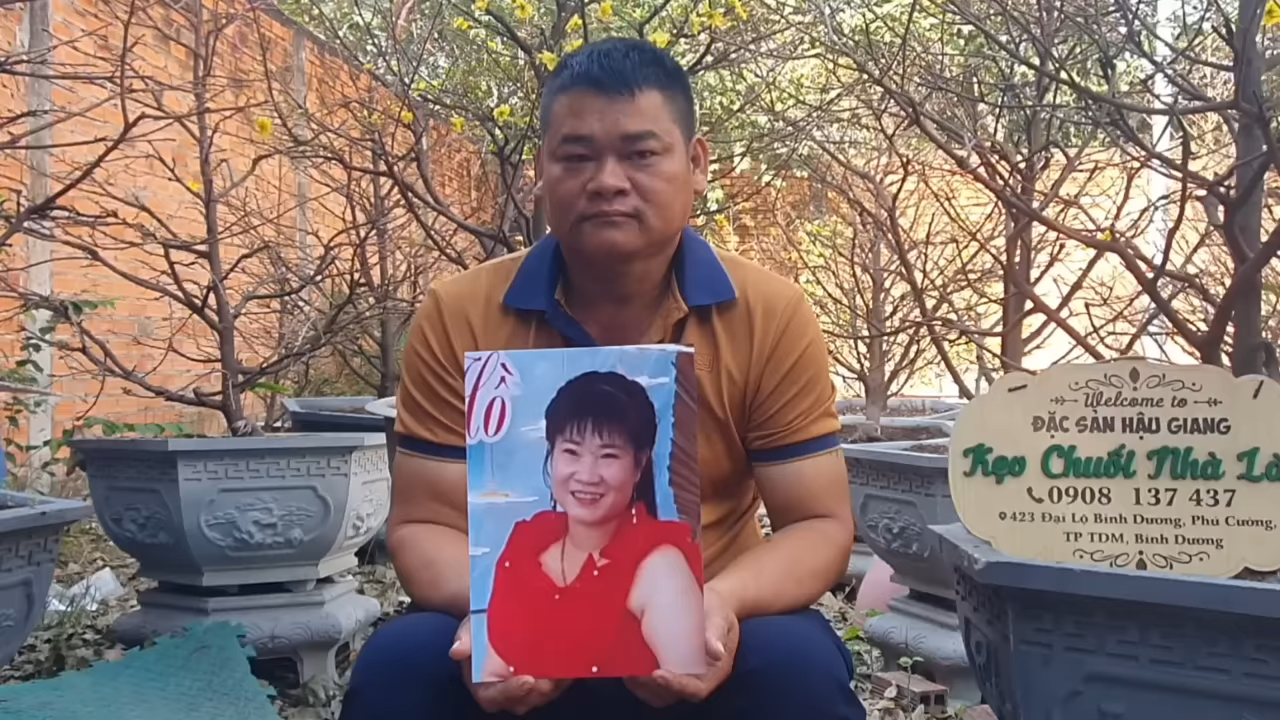 Hồ
Welcome to
ĐẶC SẢN HẬU GIANG
Kẹo Chuối Nhà Là
0908 137 437
423 Đại Lộ Bình Dương, Phú Cường,
TP TDM, Bình Dương